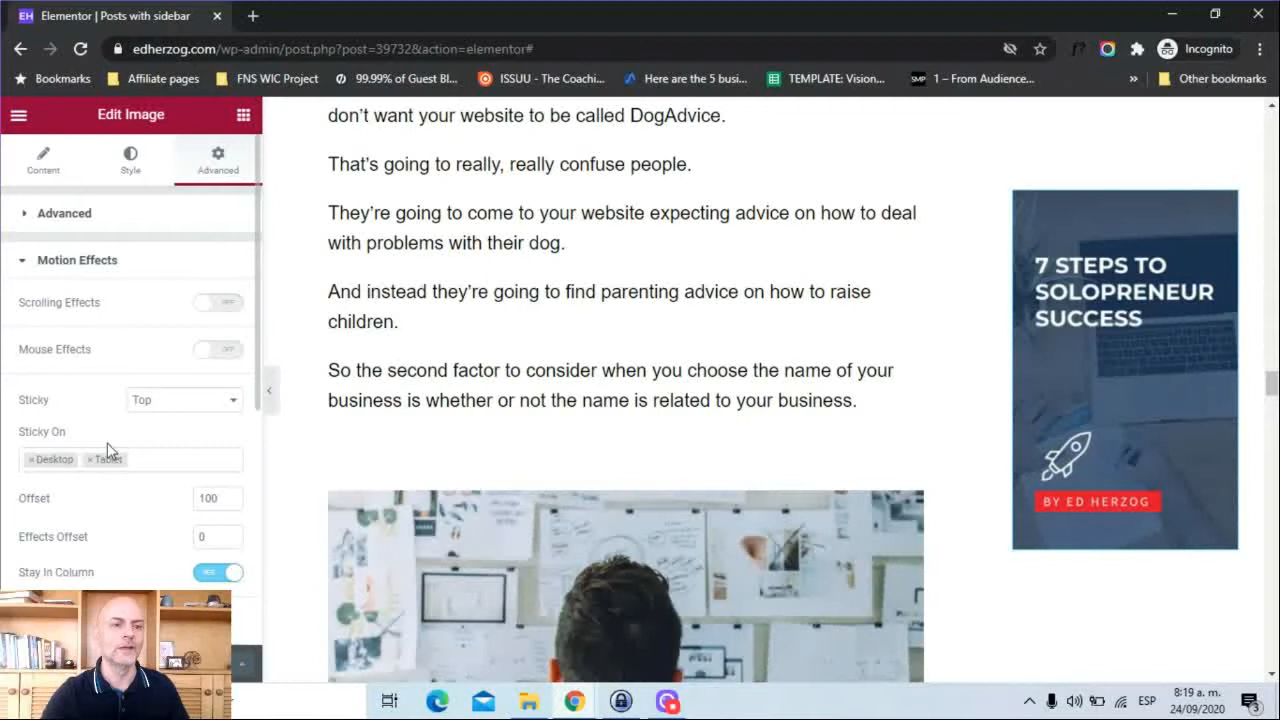 EH Elementor | Posts with sidebar
edherzog.com/wp-admin/post.php?post=39732&action=elementor#
f?
Incognito
Bookmarks
Affiliate pages
FNS WIC Project
99.99% of Guest Bl...
ISSUU - The Coachi...
Here are the 5 busi...
TEMPLATE: Vision...
SMP 1 – From Audience...
»
Other bookmarks
Edit Image
Content
Style
Advanced
Advanced
Motion Effects
Scrolling Effects
OFF
Mouse Effects
OFF
Sticky
Top
Sticky On
× Desktop × Tablet
Offset
100
Effects Offset
0
Stay In Column
YES
don't want your website to be called DogAdvice.
That's going to really, really confuse people.
They're going to come to your website expecting advice on how to deal
with problems with their dog.
And instead they're going to find parenting advice on how to raise
children.
So the second factor to consider when you choose the name of your
business is whether or not the name is related to your business.
7 STEPS TO
SOLOPRENEUR
SUCCESS
BY ED HERZOG
ESP
8:19 a. m.
24/09/2020
3